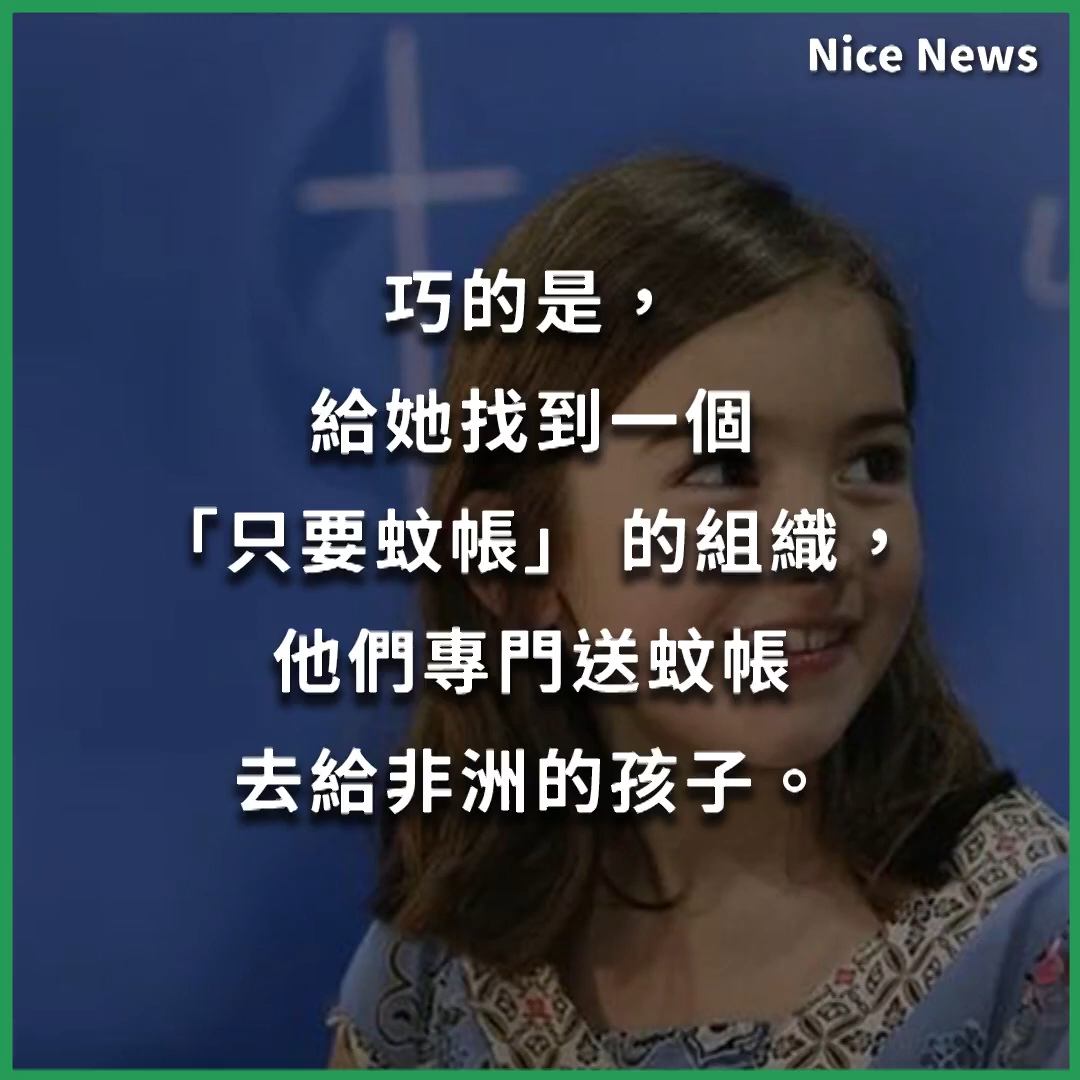 Nice News
巧的是，
給她找到一個
「只要蚊帳」 的組織，
他們專門送蚊帳
去給非洲的孩子。